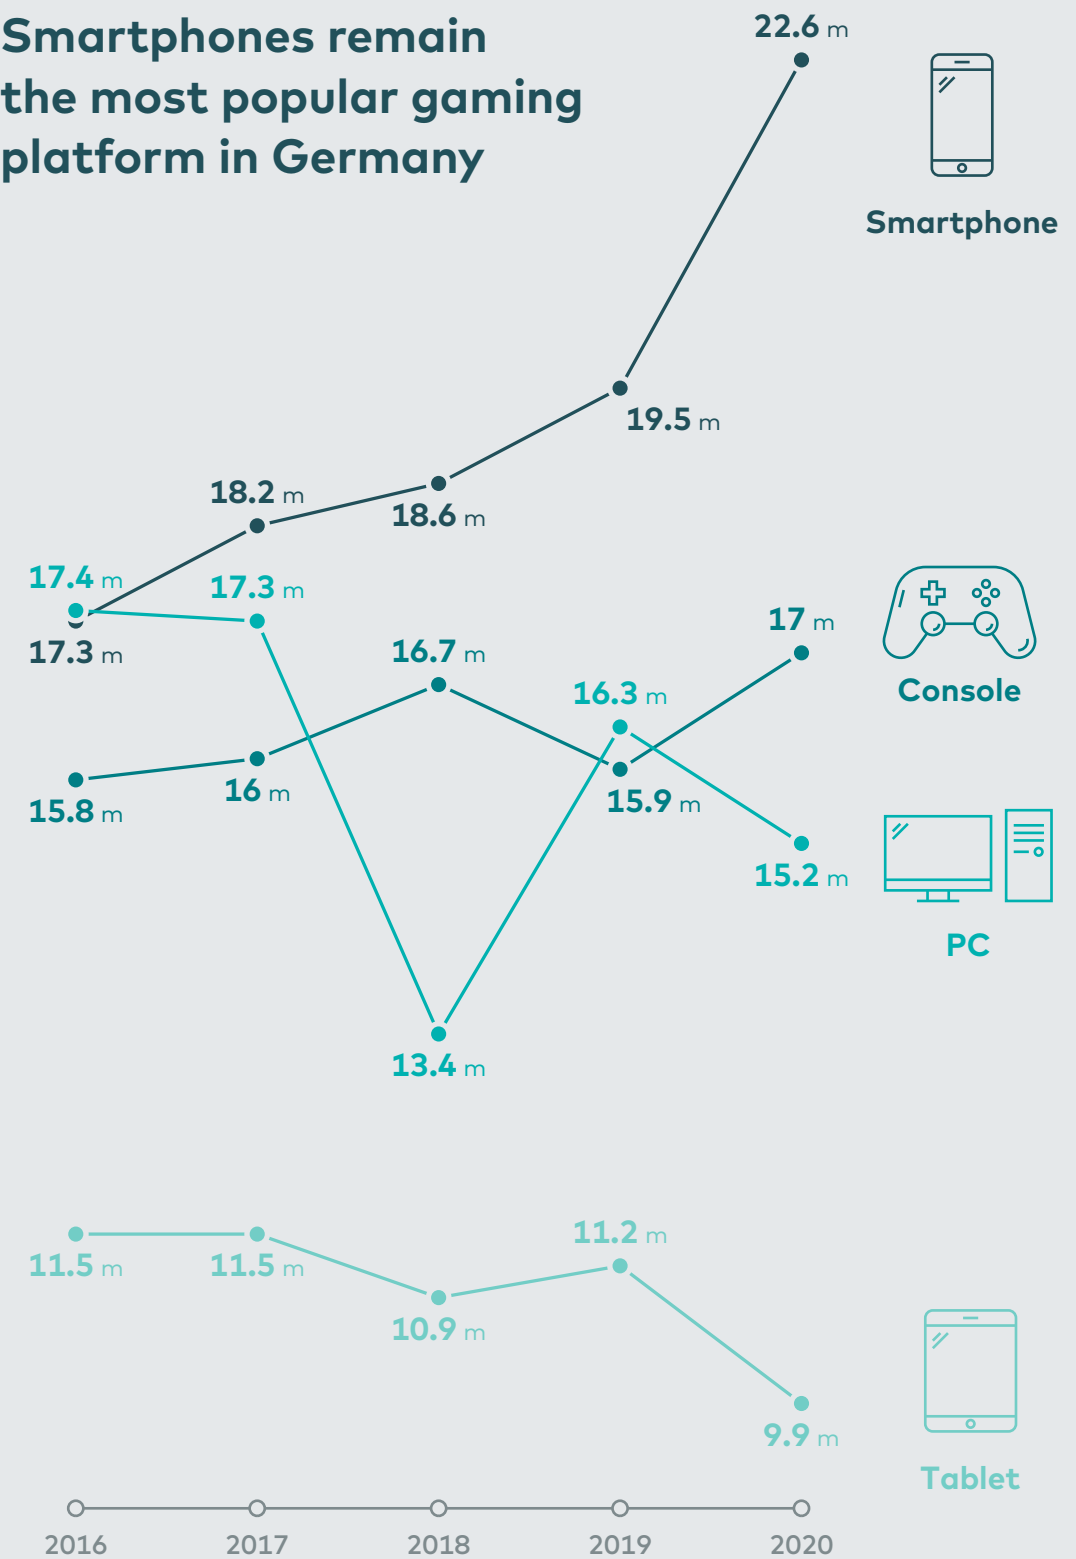 Smartphones remain
the most popular gaming
platform in Germany
22.6 m
Smartphone
19.5 m
18.2 m
18.6 m
17.4 m
17.3 m
17.3 m
16.7 m
17 m
16.3 m
Console
15.8 m
16 m
15.9 m
15.2 m
PC
13.4 m
11.5 m
11.5 m
11.2 m
10.9 m
9.9 m
Tablet
2016 2017 2018 2019 2020